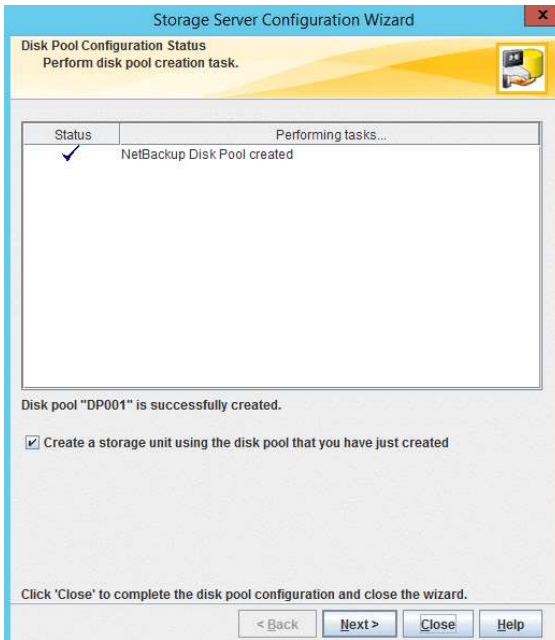 Storage Server Configuration Wizard
x
Disk Pool Configuration Status
Perform disk pool creation task.
Status Performing tasks...
NetBackup Disk Pool created
Disk pool "DP001" is successfully created.
Create a storage unit using the disk pool that you have just created
Click 'Close' to complete the disk pool configuration and close the wizard.
< Back Next > Close Help